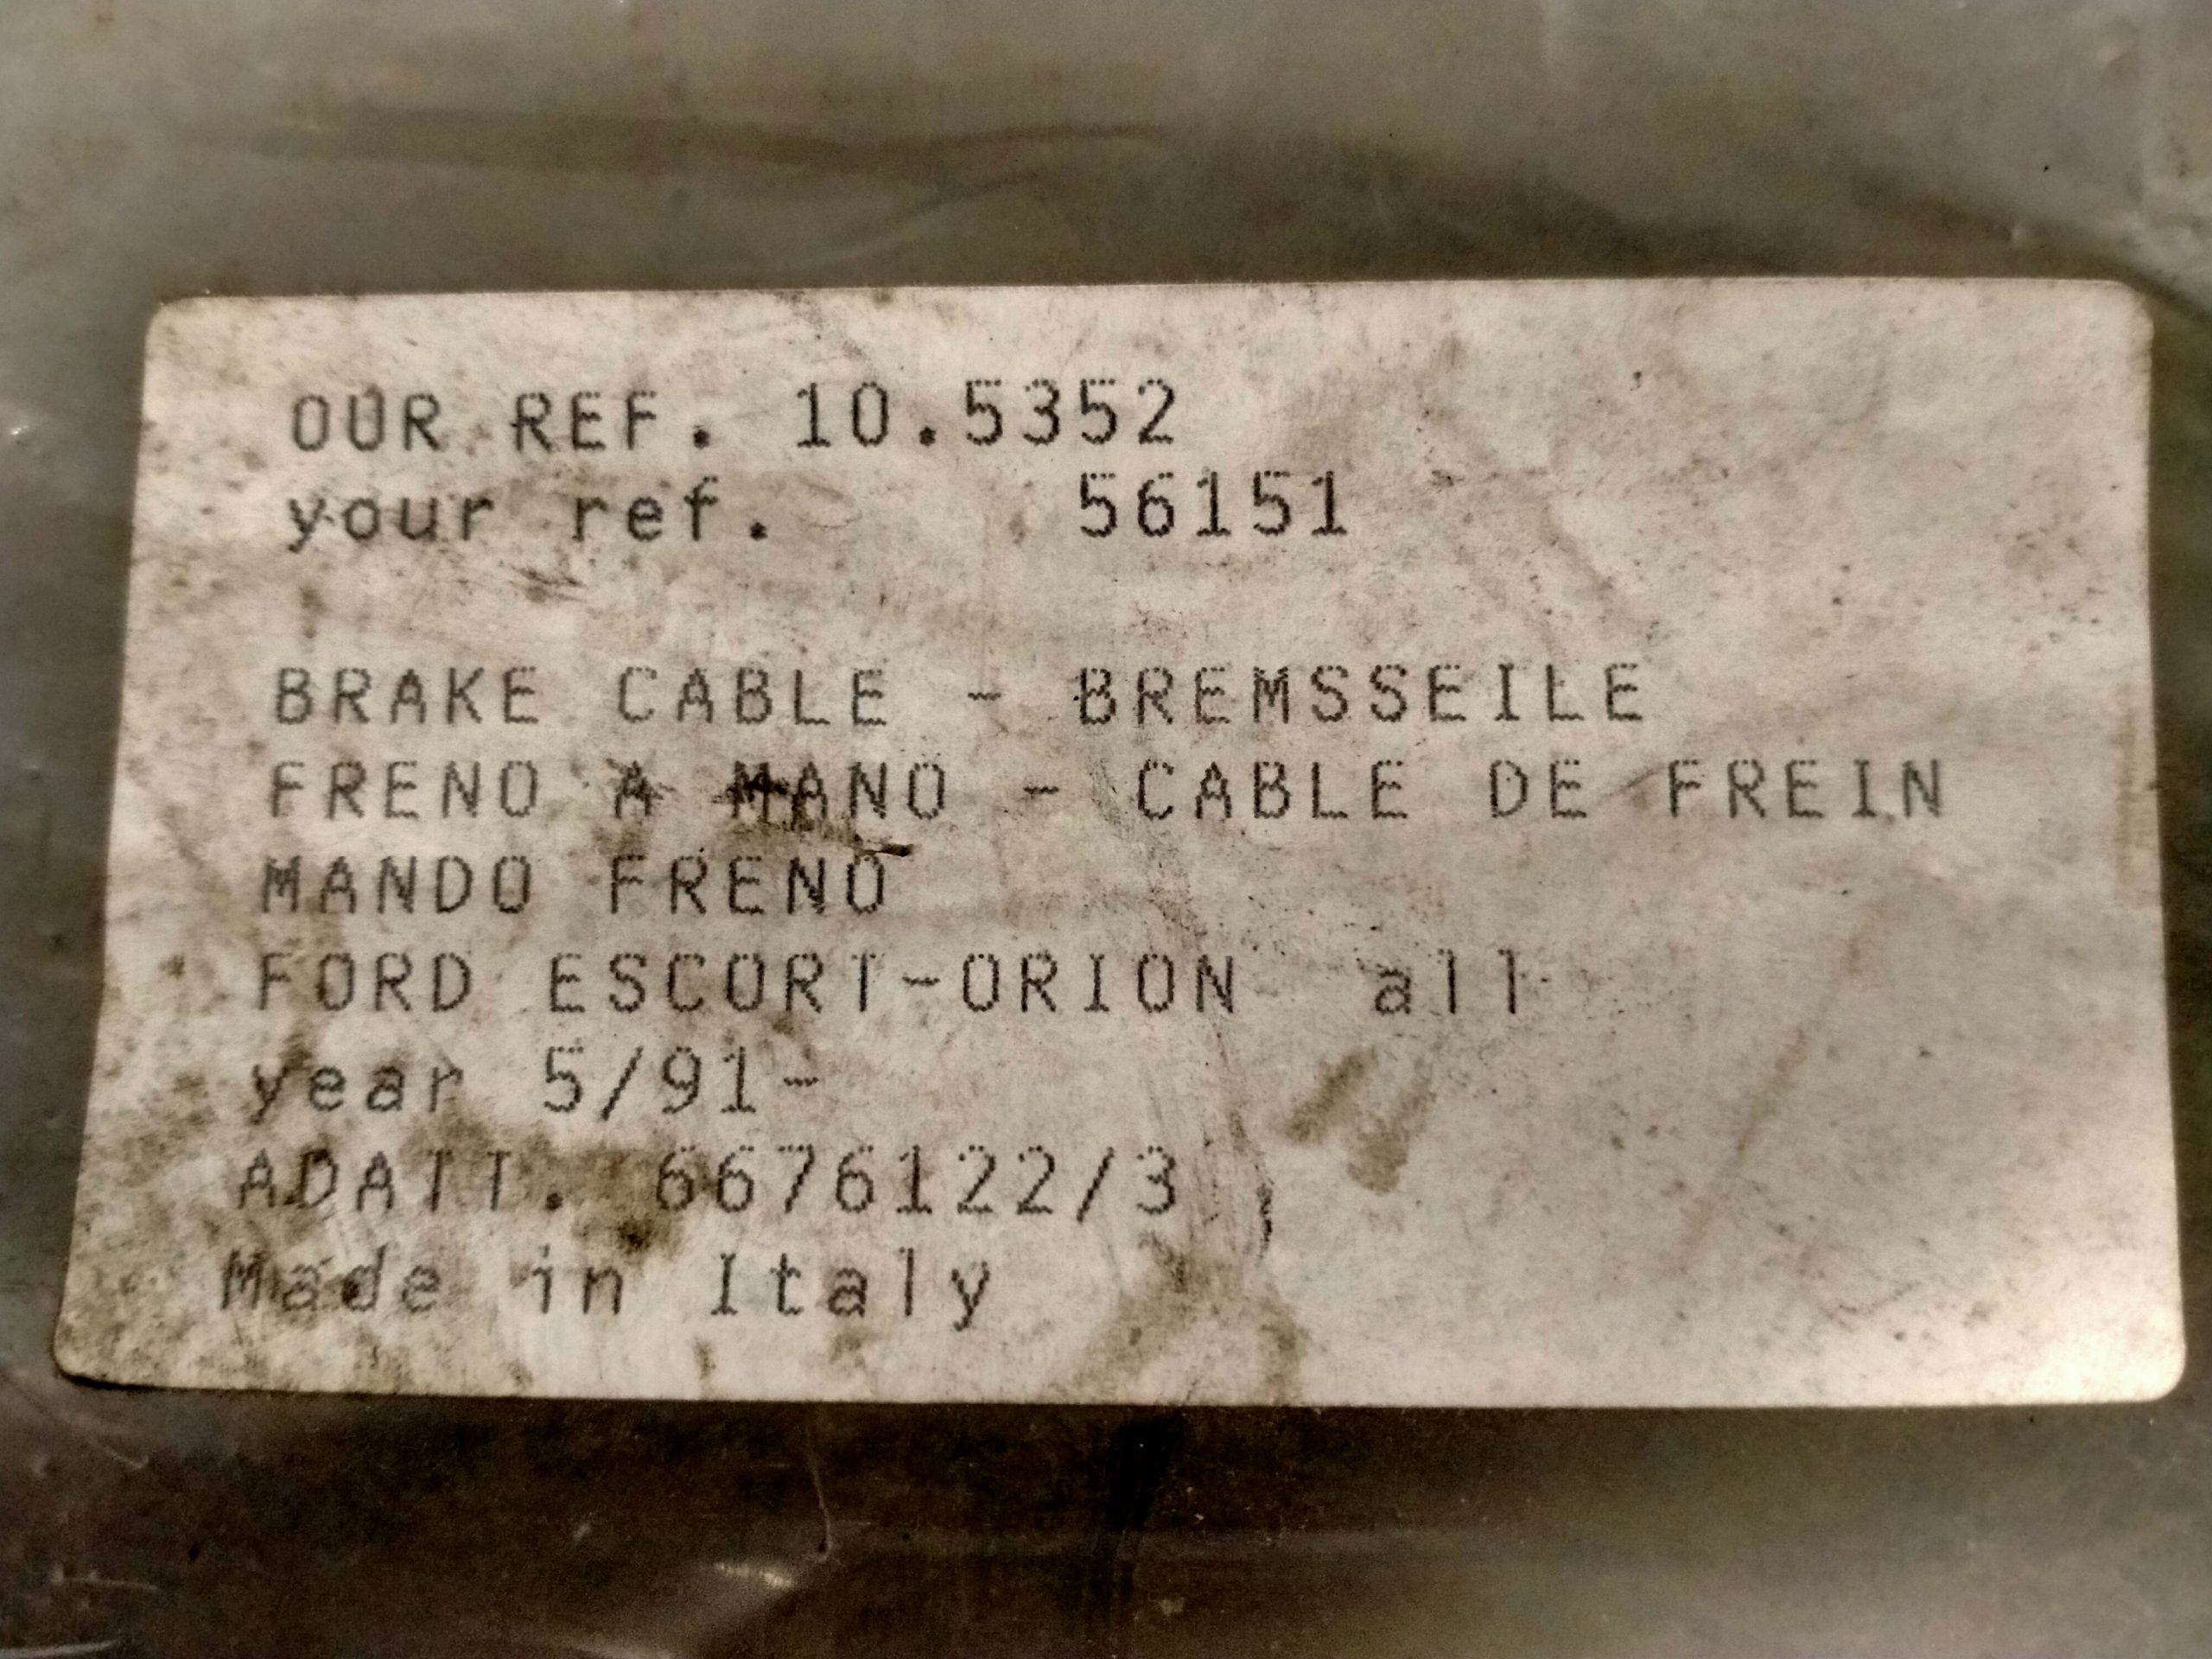 OUR REF. 10.5352
your ref. 56151
BRAKE CABLE - BREMSSEILE
FRENO A MANO - CABLE DE FREIN
MANDO FRENO
FORD ESCORT-ORION all
year 5/91-
ADATT. 6676122/3
Made in Italy